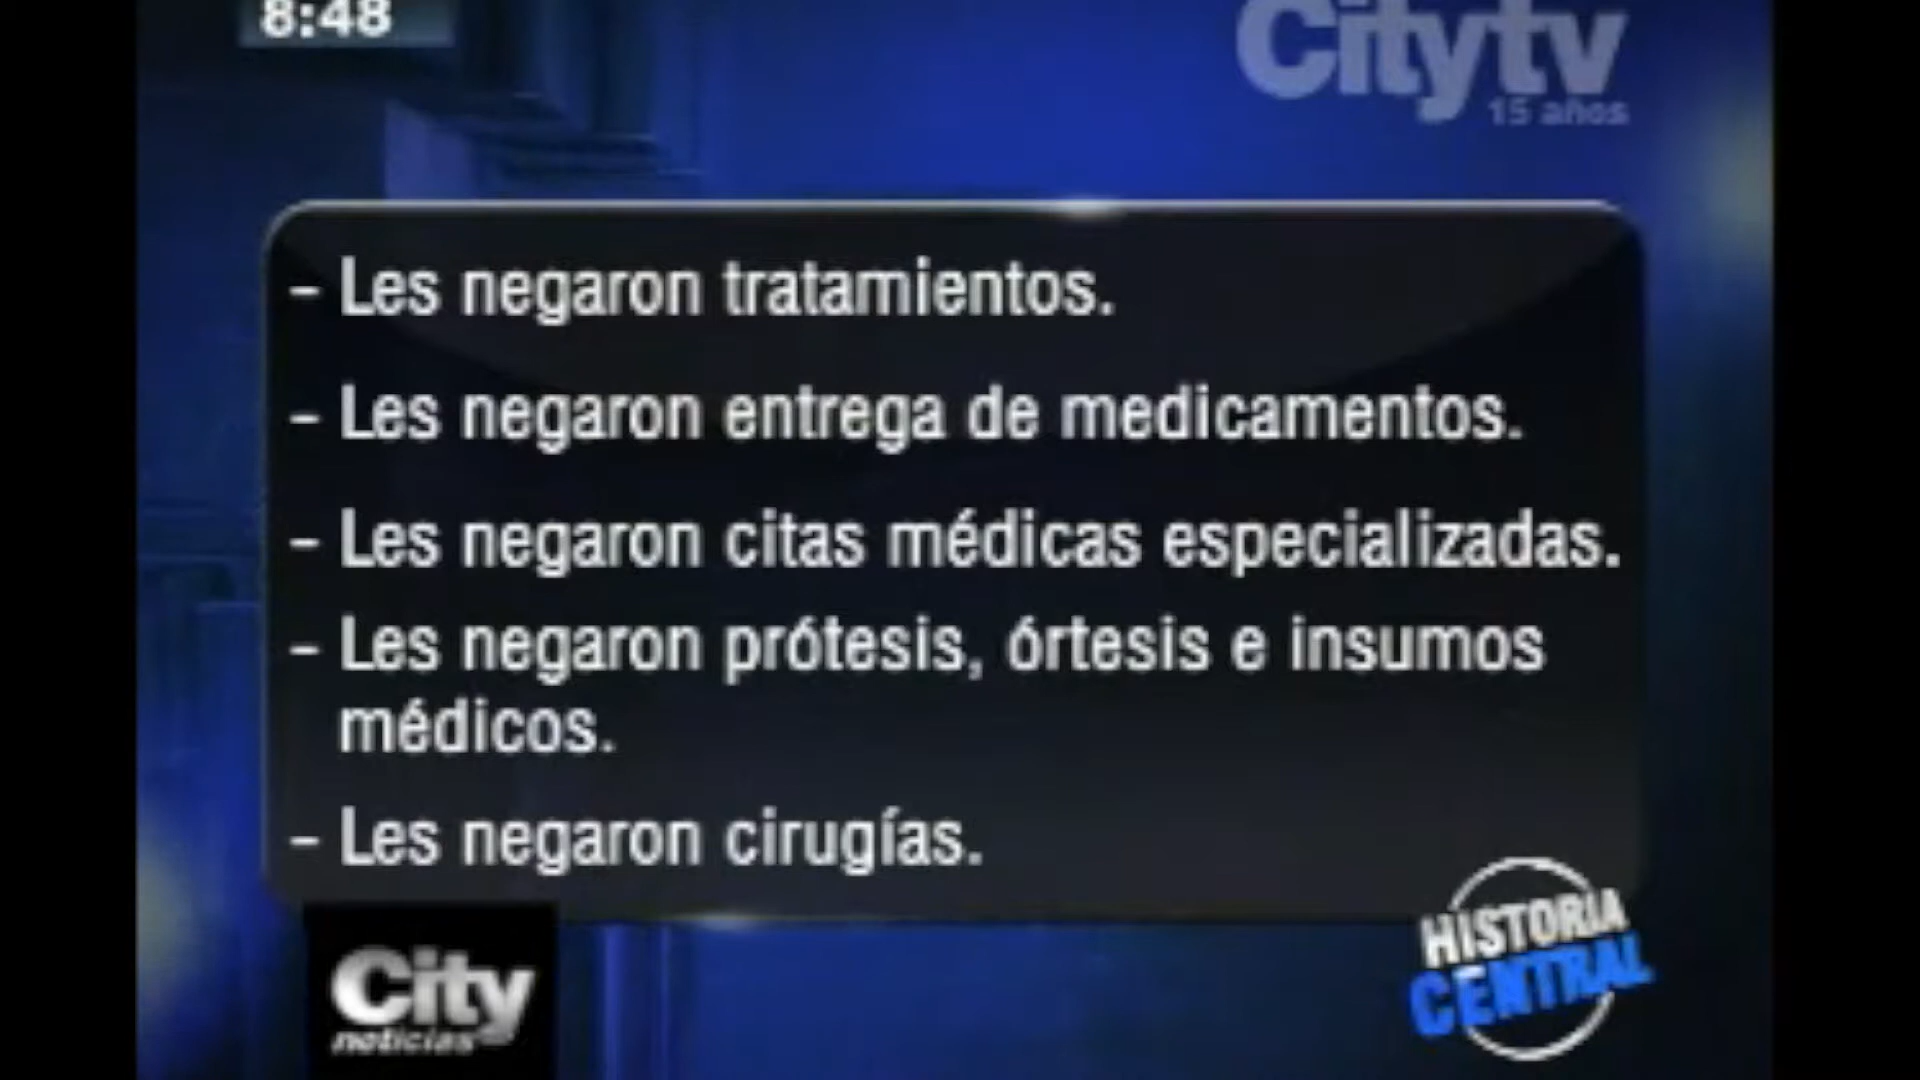 8:48
Citytv
15 años
– Les negaron tratamientos.
– Les negaron entrega de medicamentos.
– Les negaron citas médicas especializadas.
– Les negaron prótesis, órtesis e insumos
médicos.
– Les negaron cirugías.
HISTORIA
CENTRAL
City
noticias